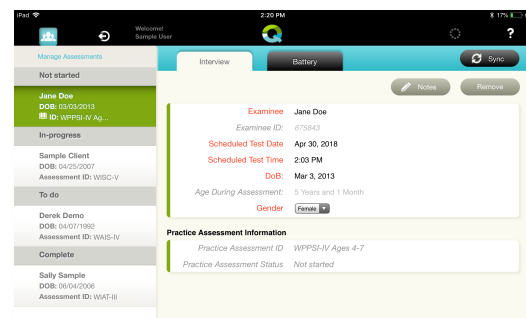 iPad
2:20 PM
17%
Welcome!
Sample User
?
Manage Assessments
Interview
Battery
Sync
Not started
Notes
Remove
Jane Doe
DOB: 03/03/2013
ID: WPPSI-IV Ag...
In-progress
Sample Client
DOB: 04/25/2007
Assessment ID: WISC-V
To do
Derek Demo
DOB: 04/07/1992
Assessment ID: WAIS-IV
Complete
Sally Sample
DOB: 06/04/2006
Assessment ID: WIAT-III
Examinee Jane Doe
Examinee ID: 675843
Scheduled Test Date Apr 30, 2018
Scheduled Test Time 2:03 PM
DoB: Mar 3, 2013
Age During Assessment: 5 Years and 1 Month
Gender Female
Practice Assessment Information
Practice Assessment ID WPPSI-IV Ages 4-7
Practice Assessment Status Not started